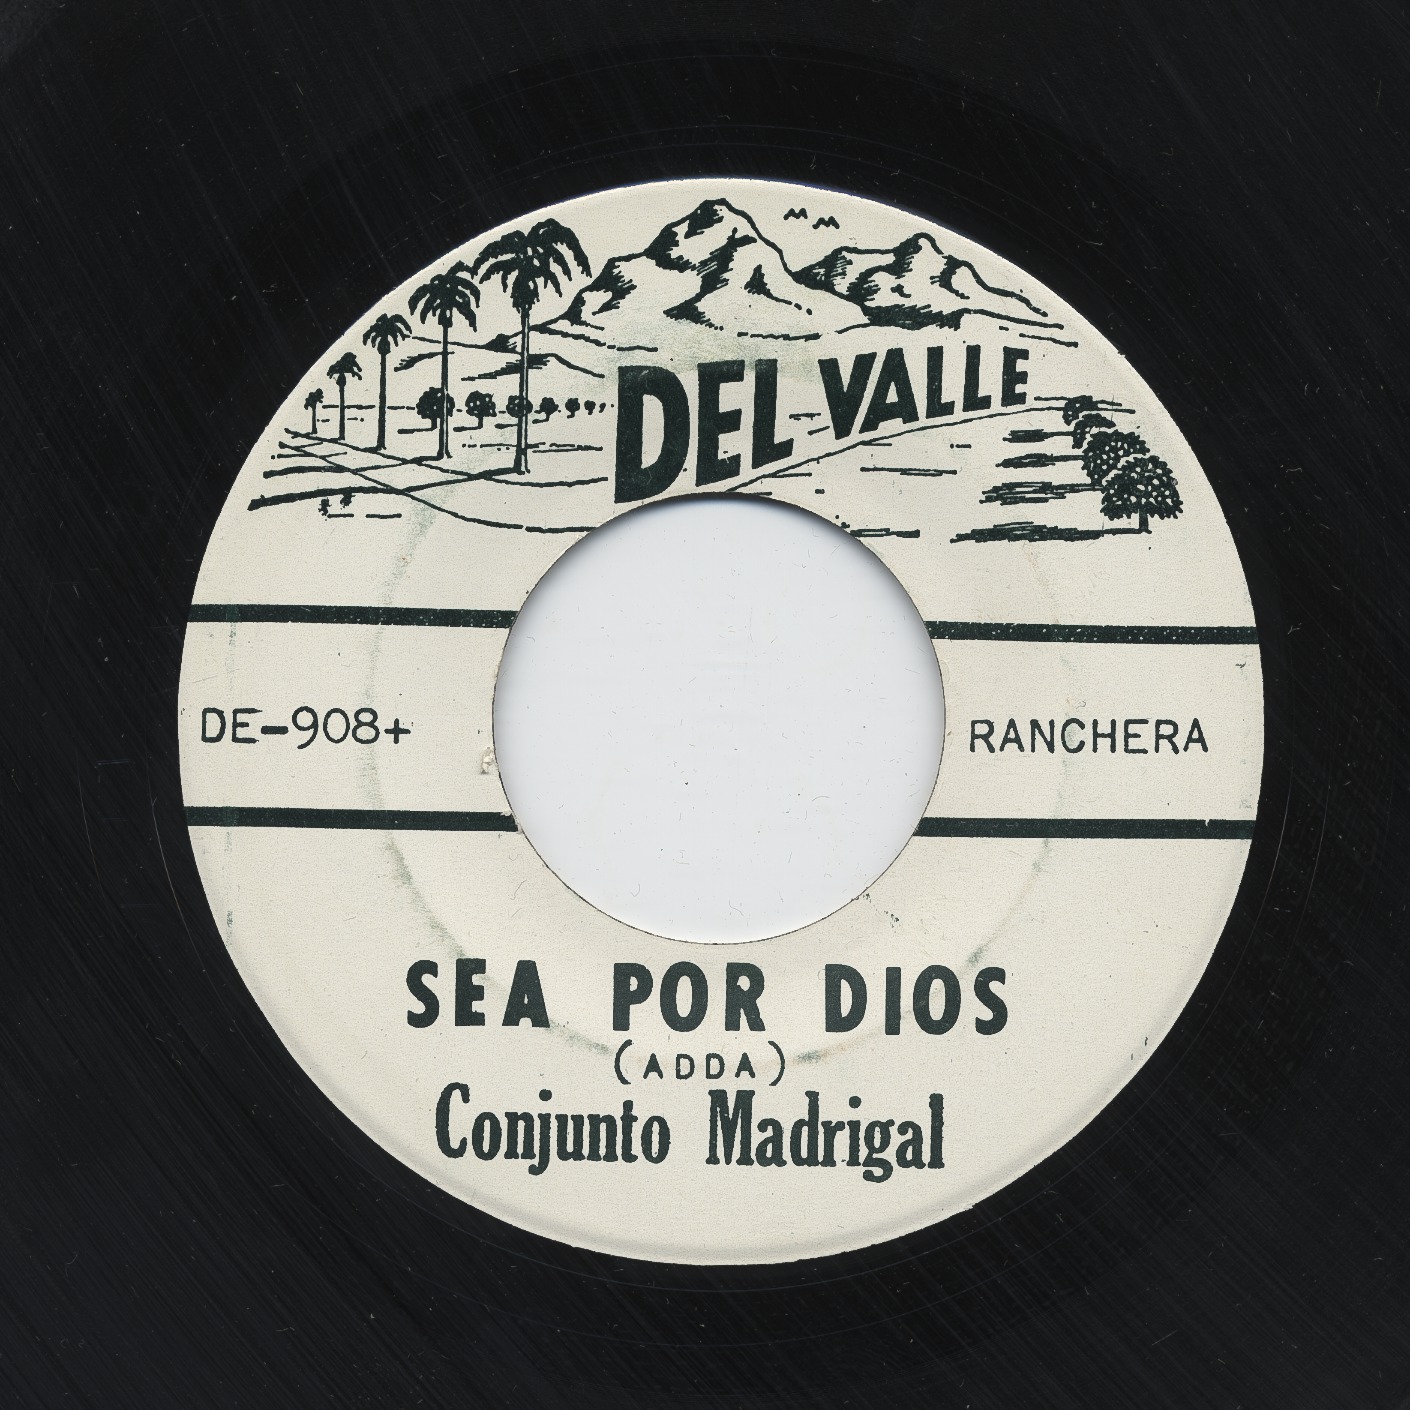 DEL VALLE
DE-908+
RANCHERA
SEA POR DIOS
(ADDA)
Conjunto Madrigal